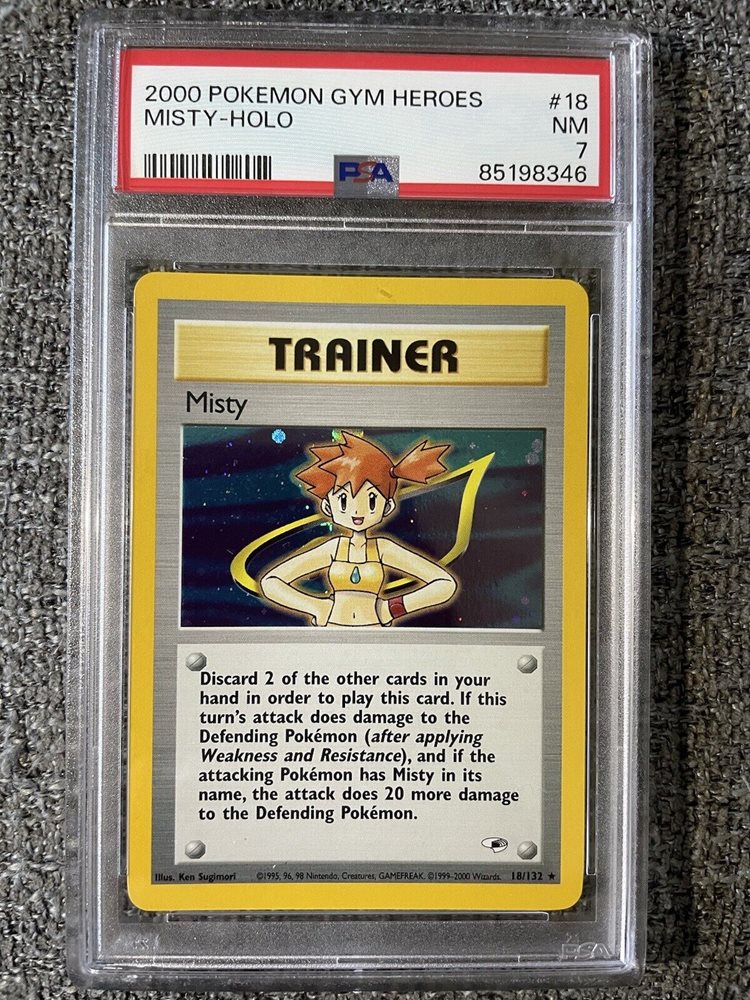 2000 POKEMON GYM HEROES #18
MISTY-HOLO NM
7
PSA 85198346
TRAINER
Misty
Discard 2 of the other cards in your
hand in order to play this card. If this
turn's attack does damage to the
Defending Pokémon (after applying
Weakness and Resistance), and if the
attacking Pokémon has Misty in its
name, the attack does 20 more damage
to the Defending Pokémon.
Illus. Ken Sugimori ©1995, 96, 98 Nintendo, Creatures, GAMEFREAK. ©1999-2000 Wizards. 18/132 ★
PSA